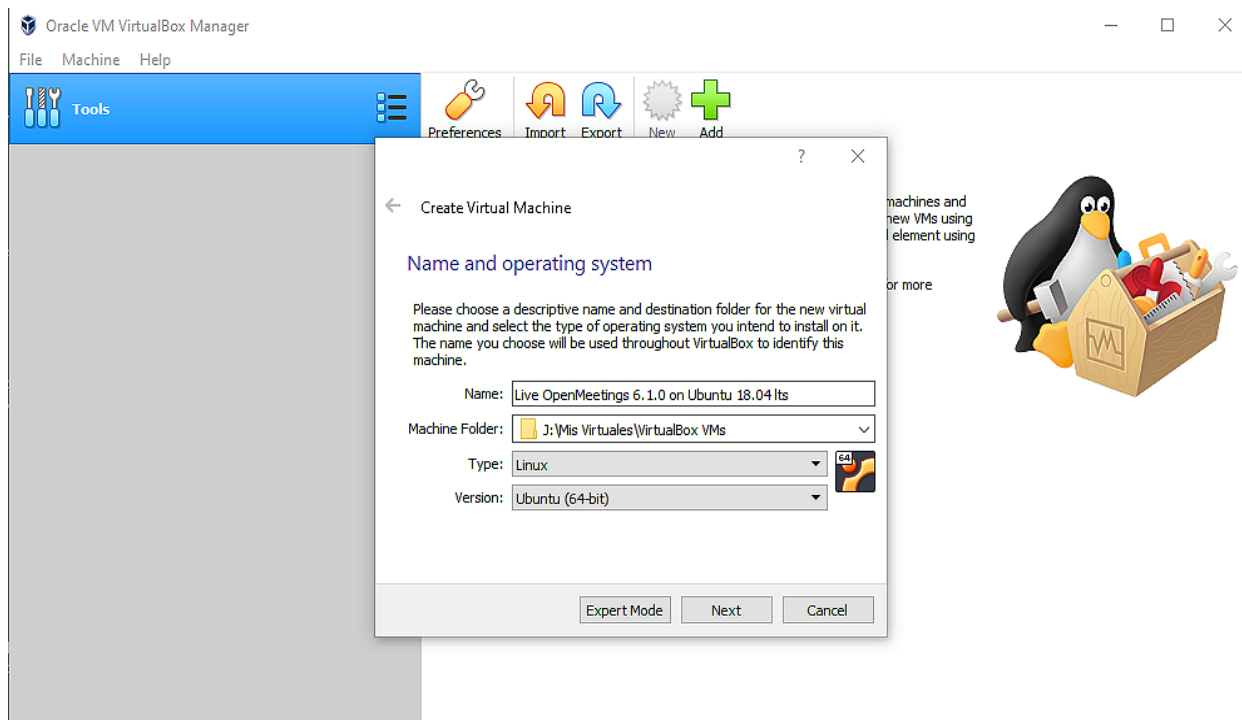 Oracle VM VirtualBox Manager
File Machine Help
Tools
Preferences Import Export New Add
? 
Create Virtual Machine
machines and
new VMs using
element using
or more
Name and operating system
Please choose a descriptive name and destination folder for the new virtual
machine and select the type of operating system you intend to install on it.
The name you choose will be used throughout VirtualBox to identify this
machine.
Name: Live OpenMeetings 6.1.0 on Ubuntu 18.04 lts
Machine Folder: J:\Mis Virtuales\VirtualBox VMs
Type: Linux
64
Version: Ubuntu (64-bit)
Expert Mode Next Cancel